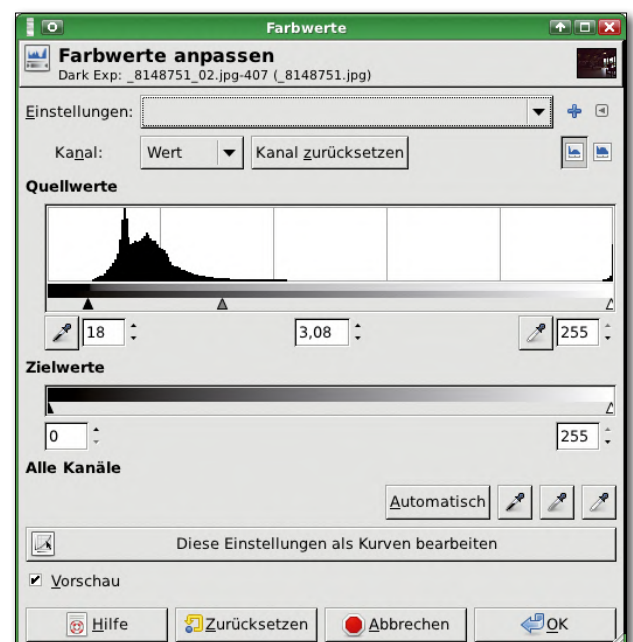 Farbwerte
Farbwerte anpassen
Dark Exp: _8148751_02.jpg-407 (_8148751.jpg)
Einstellungen:
Kanal: Wert Kanal zurücksetzen
Quellwerte
18 3,08 255
Zielwerte
0 255
Alle Kanäle
Automatisch
Diese Einstellungen als Kurven bearbeiten
Vorschau
Hilfe Zurücksetzen Abbrechen OK